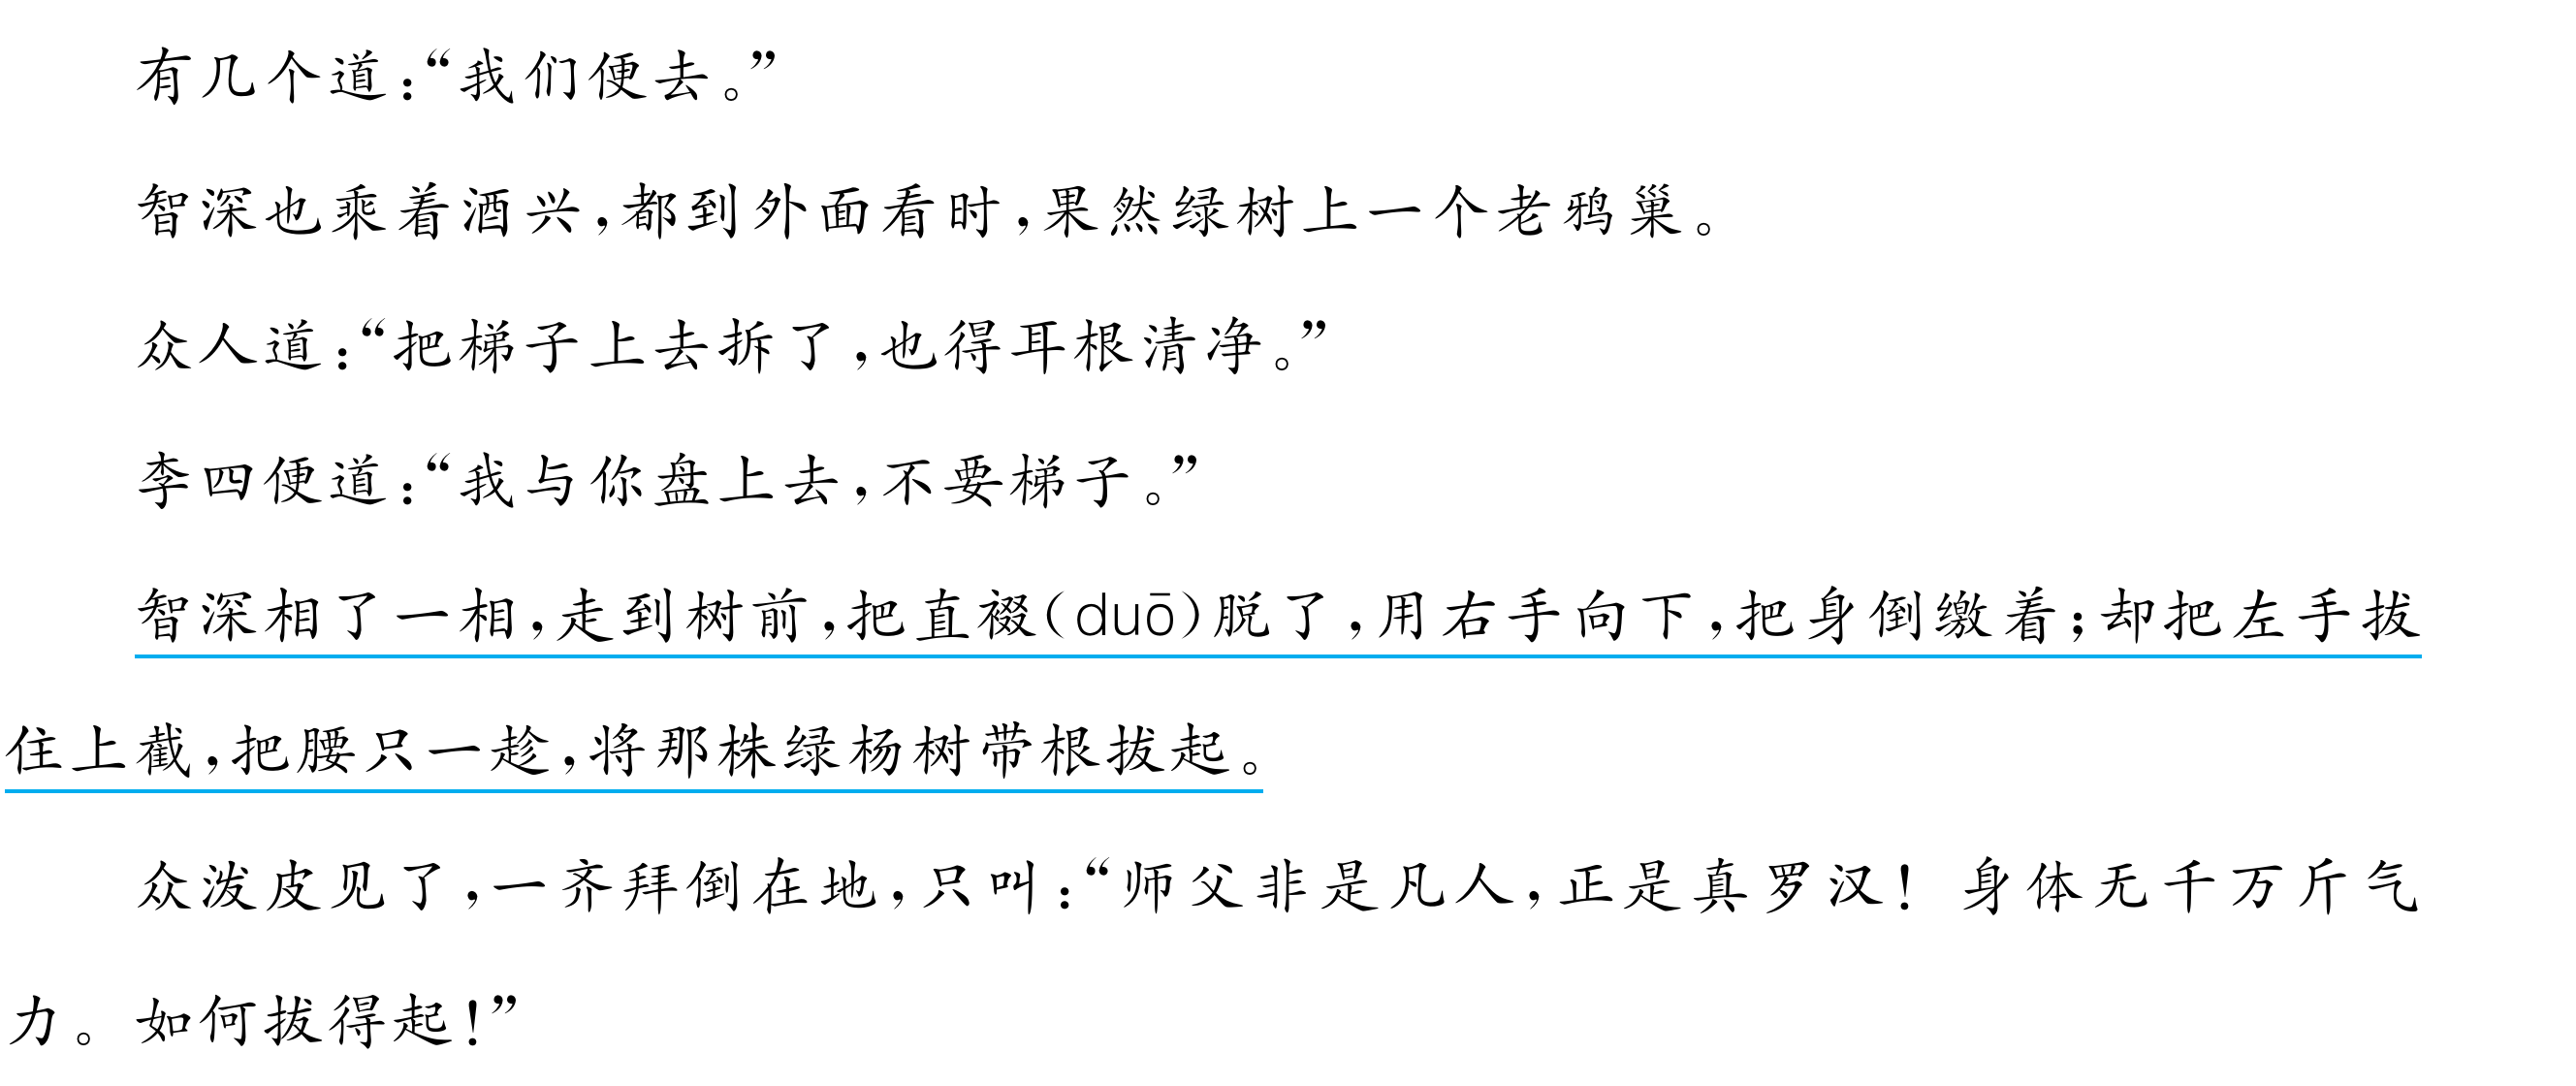 有几个道：“我们便去。”
智深也乘着酒兴，都到外面看时，果然绿树上一个老鸦巢。
众人道：“把梯子上去拆了，也得耳根清净。”
李四便道：“我与你盘上去，不要梯子。”
智深相了一相，走到树前，把直裰（duō）脱了，用右手向下，把身倒缴着；却把左手拔
住上截，把腰只一趁，将那株绿杨树带根拔起。
众泼皮见了，一齐拜倒在地，只叫：“师父非是凡人，正是真罗汉！身体无千万斤气
力。如何拔得起！”